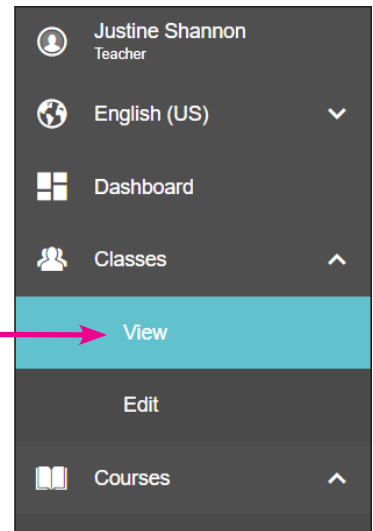 Justine Shannon
Teacher
English (US)
Dashboard
Classes
View
Edit
Courses